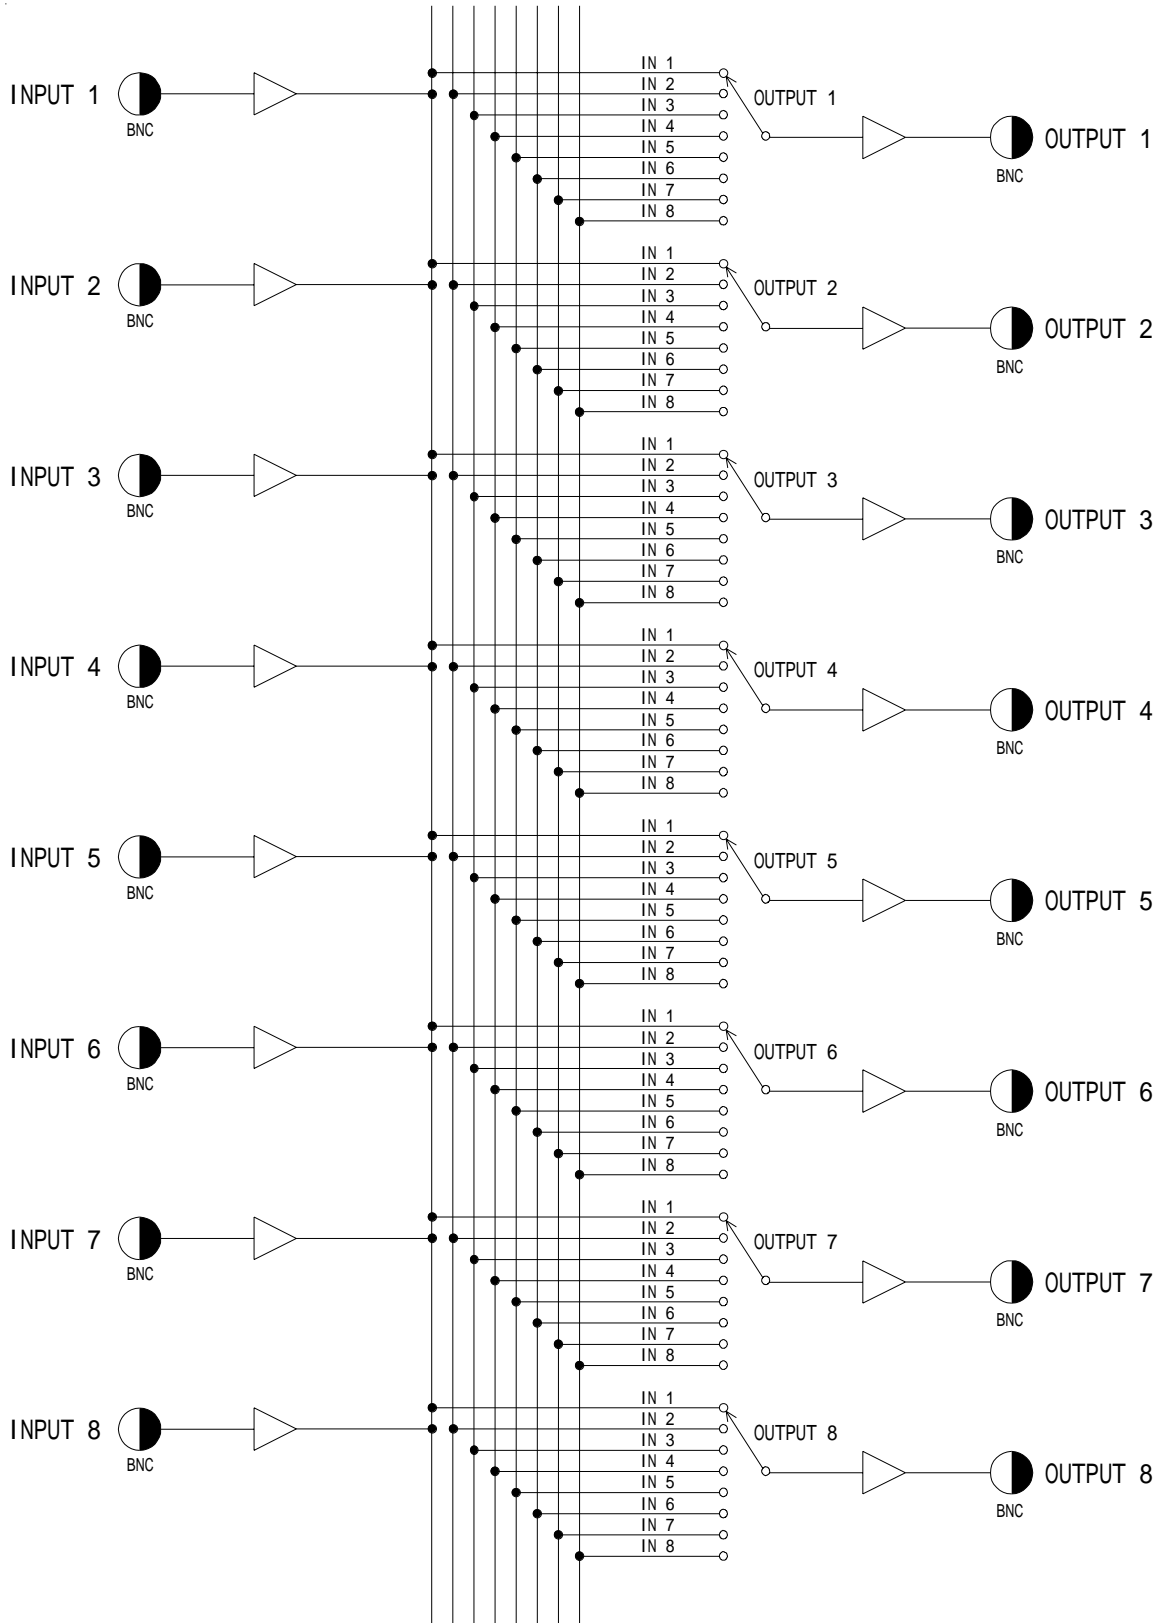 IN 1
INPUT 1
IN 2
OUTPUT 1
IN 3
BNC
IN 4
OUTPUT 1
IN 5
IN 6
BNC
IN 7
IN 8
IN 1
INPUT 2
IN 2
OUTPUT 2
IN 3
BNC
IN 4
OUTPUT 2
IN 5
IN 6
BNC
IN 7
IN 8
IN 1
INPUT 3
IN 2
OUTPUT 3
IN 3
BNC
IN 4
OUTPUT 3
IN 5
IN 6
BNC
IN 7
IN 8
IN 1
INPUT 4
IN 2
OUTPUT 4
IN 3
BNC
IN 4
OUTPUT 4
IN 5
IN 6
BNC
IN 7
IN 8
IN 1
INPUT 5
IN 2
OUTPUT 5
IN 3
BNC
IN 4
OUTPUT 5
IN 5
IN 6
BNC
IN 7
IN 8
IN 1
INPUT 6
IN 2
OUTPUT 6
IN 3
BNC
IN 4
OUTPUT 6
IN 5
IN 6
BNC
IN 7
IN 8
IN 1
INPUT 7
IN 2
OUTPUT 7
IN 3
BNC
IN 4
OUTPUT 7
IN 5
IN 6
BNC
IN 7
IN 8
IN 1
INPUT 8
IN 2
OUTPUT 8
IN 3
BNC
IN 4
OUTPUT 8
IN 5
IN 6
BNC
IN 7
IN 8